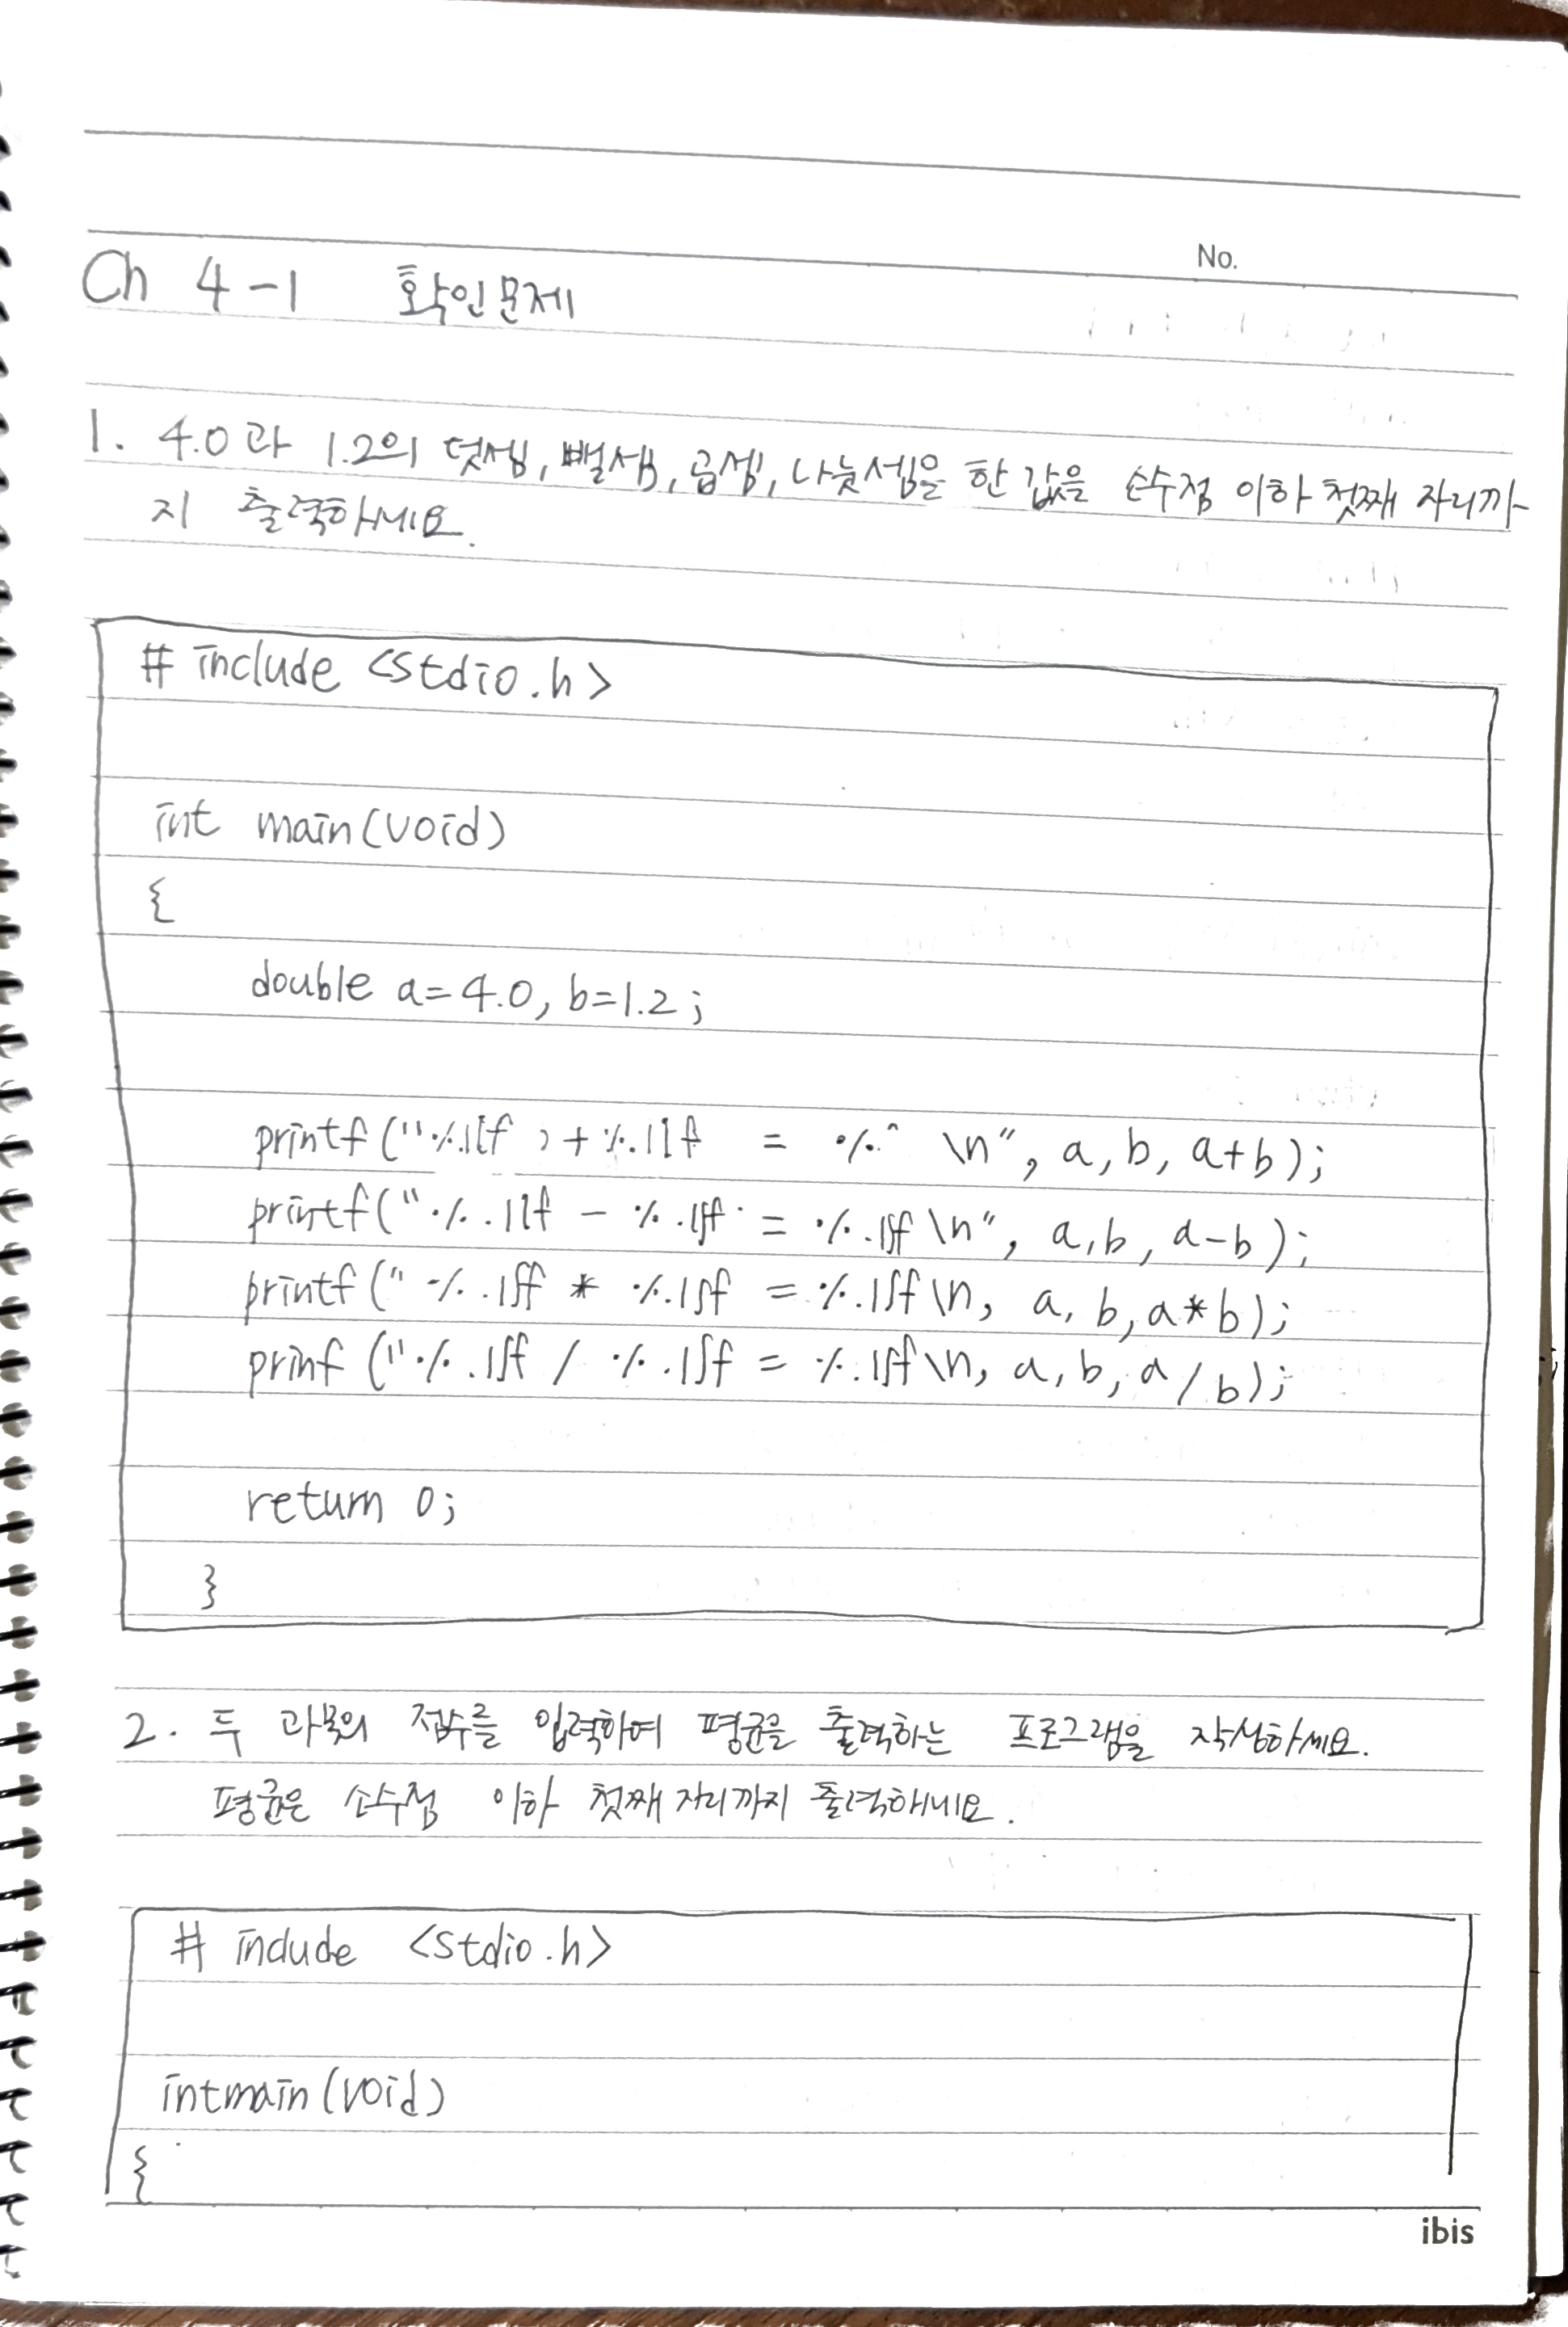 No.
Ch 4-1 확인문제
1. 4.0과 1.2의 덧셈, 뺄셈, 곱셈, 나눗셈을 한 값을 소수점 이하 첫째 자리까
지 출력하세요.
# include <stdio.h>
int main(void)
{
double a=4.0, b=1.2;
printf("%.1lf + %.1lf = % \n", a, b, a+b);
printf("%.1lf - %.1lf = %.1lf\n", a,b, a-b);
printf("%.1lf * %.1lf = %.1lf\n, a, b, a*b);
prinf ("%.1lf / %.1lf = %.1lf\n, a, b, a/b);
return 0;
}
2. 두 과목의 점수를 입력하여 평균을 출력하는 프로그램을 작성하세요.
평균은 소수점 이하 첫째 자리까지 출력하세요.
# include <stdio.h>
intmain(void)
{
ibis